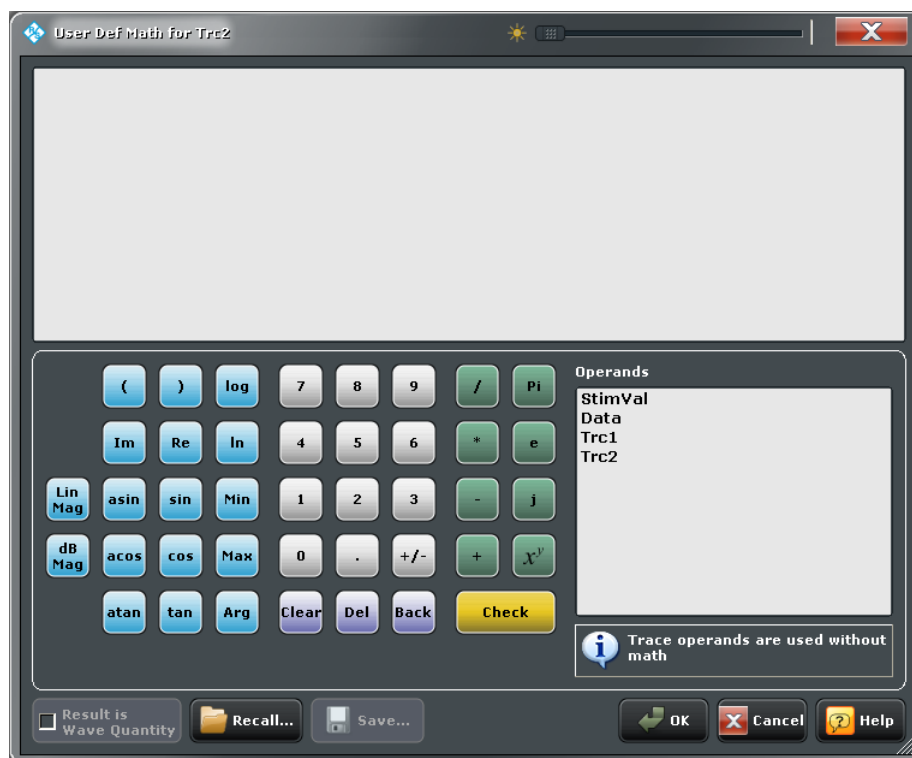 User Def Math for Trc2
X
( ) log 7 8 9 / Pi
Im Re ln 4 5 6 * e
Lin
Mag
asin sin Min 1 2 3 - j
dB
Mag
acos cos Max 0 . +/- + x^y
atan tan Arg Clear Del Back Check
Operands
StimVal
Data
Trc1
Trc2
Trace operands are used without
math
Result is
Wave Quantity
Recall...
Save...
OK
Cancel
Help